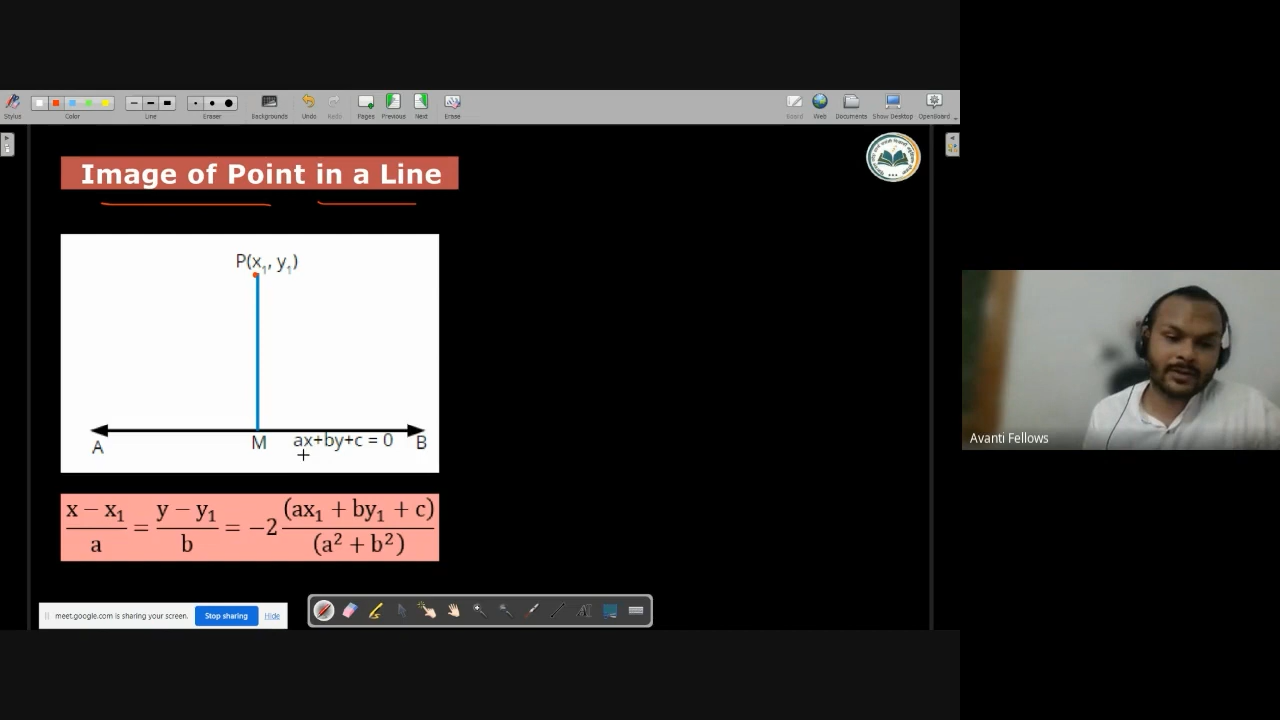 Stylus
Color
Line
Eraser
Backgrounds
Undo
Redo
Pages
Previous
Next
Erase
Board
Web
Documents
Show Desktop
OpenBoard
Image of Point in a Line
P(x₁, y₁)
A
M
ax+by+c = 0
B
x − x₁ / a = y − y₁ / b = −2 (ax₁ + by₁ + c) / (a² + b²)
meet.google.com is sharing your screen.
Stop sharing
Hide
Avanti Fellows